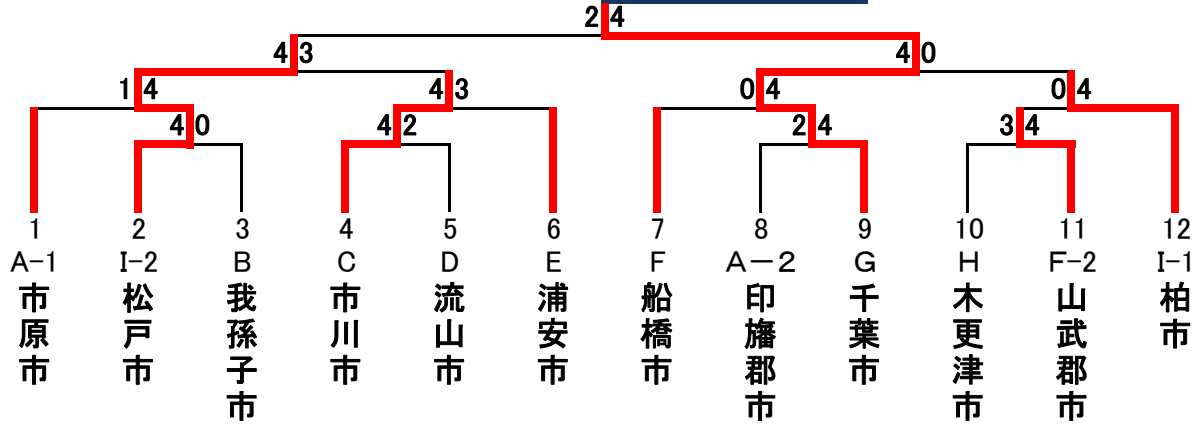 2 4
4 3
4 0
1 4
4 3
0 4
0 4
4 0
4 2
2 4
3 4
1 2 3 4 5 6 7 8 9 10 11 12
A-1 I-2 B C D E F A－2 G H F-2 I-1
市原市
松戸市
我孫子市
市川市
流山市
浦安市
船橋市
印旛郡市
千葉市
木更津市
山武郡市
柏市